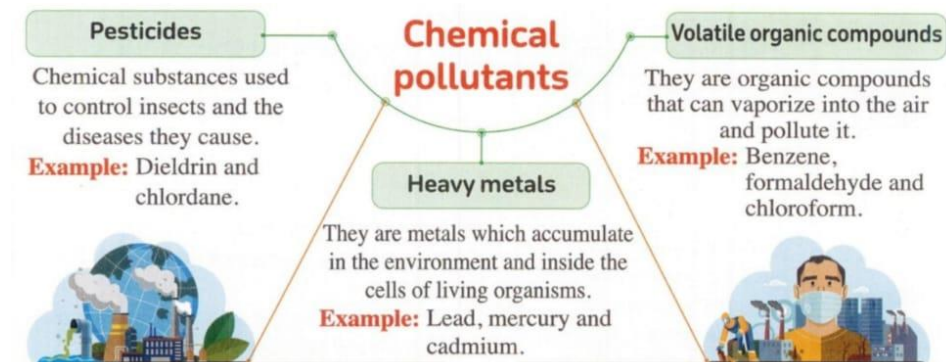 Chemical
pollutants
Pesticides
Chemical substances used
to control insects and the
diseases they cause.
Example: Dieldrin and
chlordane.
Heavy metals
They are metals which accumulate
in the environment and inside the
cells of living organisms.
Example: Lead, mercury and
cadmium.
Volatile organic compounds
They are organic compounds
that can vaporize into the air
and pollute it.
Example: Benzene,
formaldehyde and
chloroform.